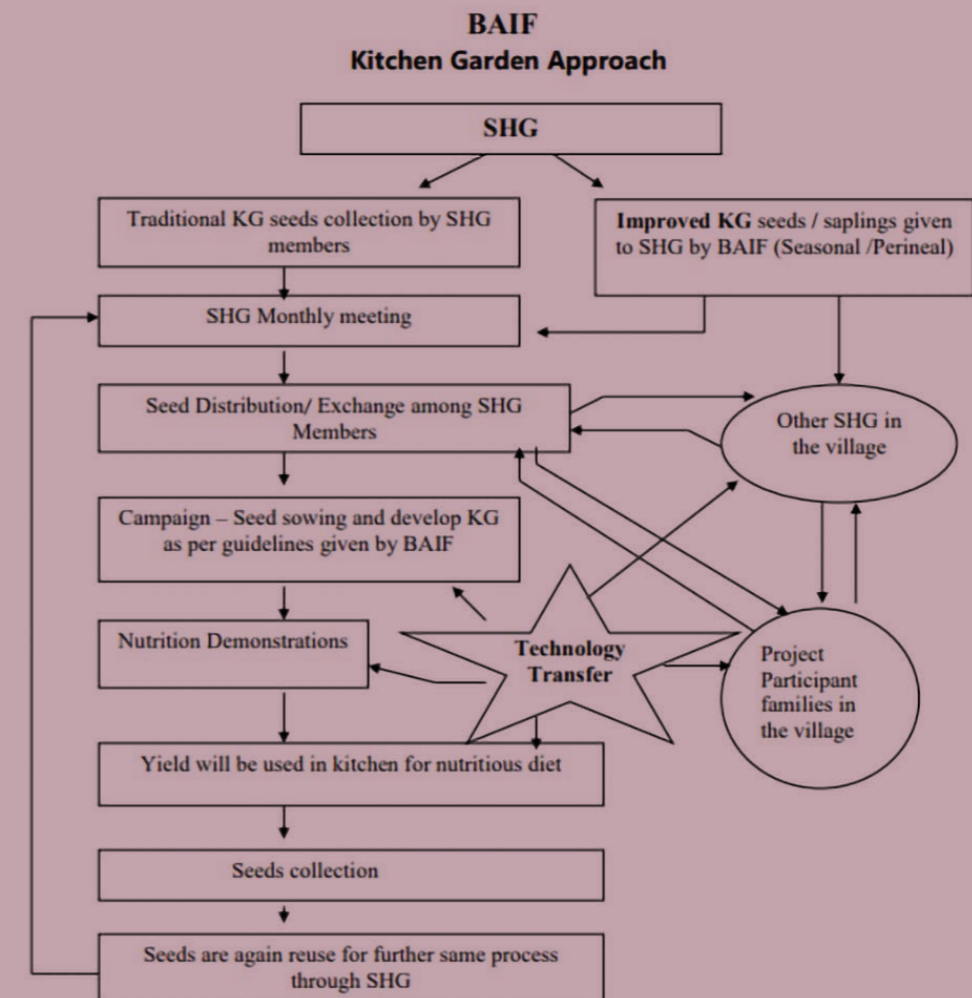 BAIF
Kitchen Garden Approach
SHG
Traditional KG seeds collection by SHG
members
Improved KG seeds / saplings given
to SHG by BAIF (Seasonal /Perineal)
SHG Monthly meeting
Seed Distribution/ Exchange among SHG
Members
Other SHG in
the village
Campaign – Seed sowing and develop KG
as per guidelines given by BAIF
Nutrition Demonstrations
Technology
Transfer
Project
Participant
families in
the village
Yield will be used in kitchen for nutritious diet
Seeds collection
Seeds are again reuse for further same process
through SHG